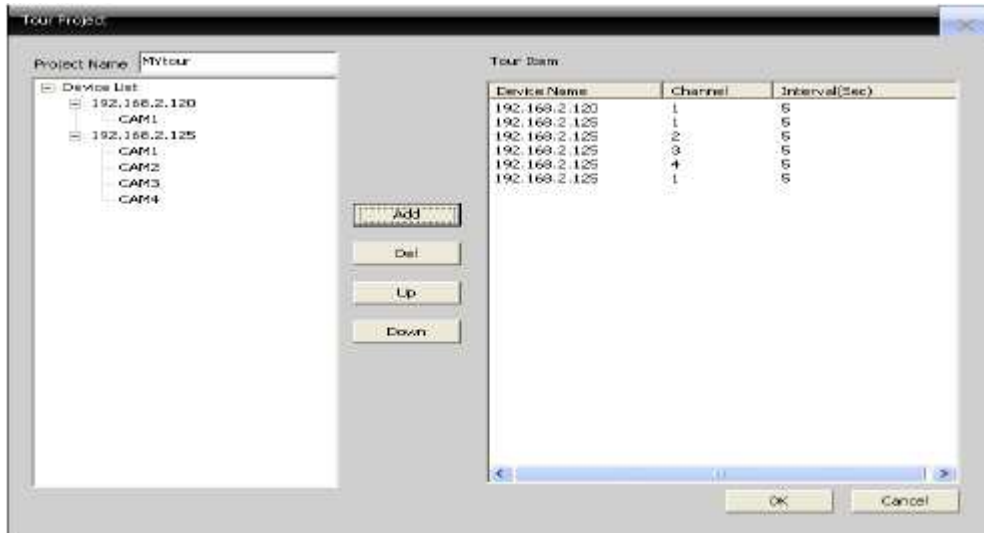 Tour Project
Project Name MYtour
Device List
192.168.2.120
CAM1
192.168.2.125
CAM1
CAM2
CAM3
CAM4
Add
Del
Up
Down
Tour Item
Device Name Channel Interval(Sec)
192.168.2.120 1 5
192.168.2.125 1 5
192.168.2.125 2 5
192.168.2.125 3 5
192.168.2.125 4 5
192.168.2.125 1 5
OK Cancel